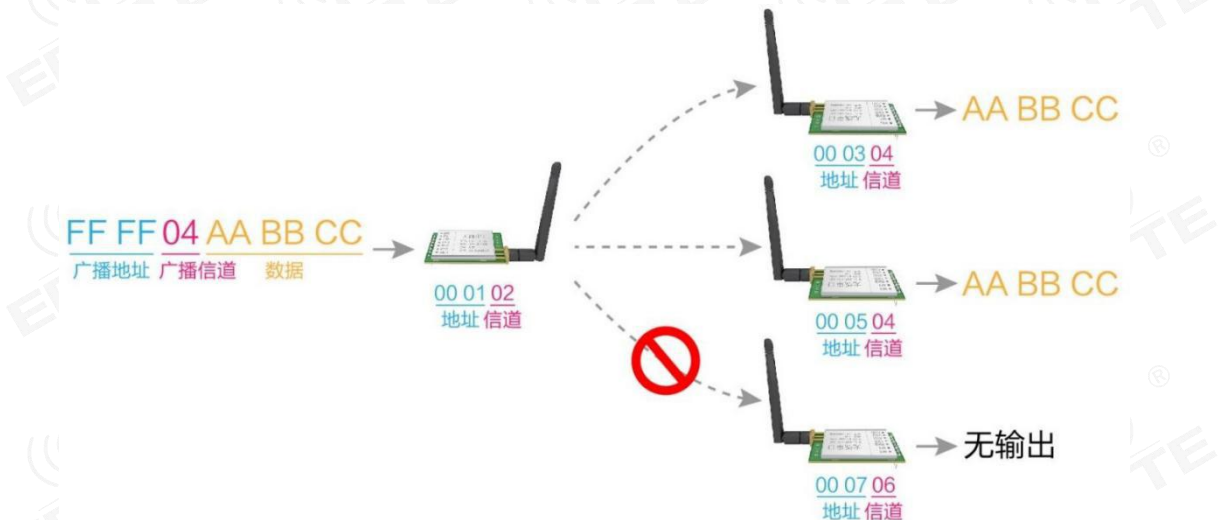 FF FF 04 AA BB CC
广播地址 广播信道 数据
00 01 02
地址 信道
00 03 04
地址 信道
AA BB CC
00 05 04
地址 信道
AA BB CC
00 07 06
地址 信道
无输出